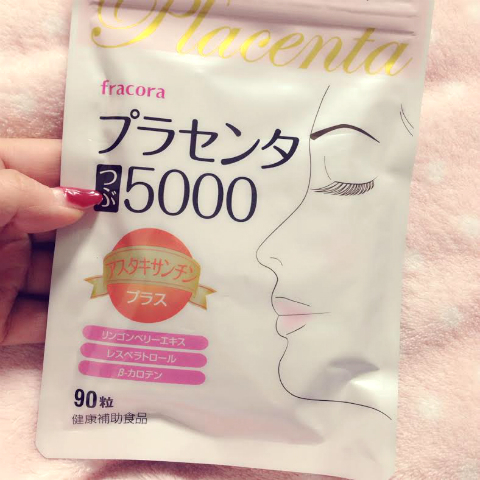 Placenta
fracora
プラセンタ
つぶ5000
アスタキサンチン
プラス
リンゴンベリーエキス
レスベラトロール
β-カロテン
90粒
健康補助食品